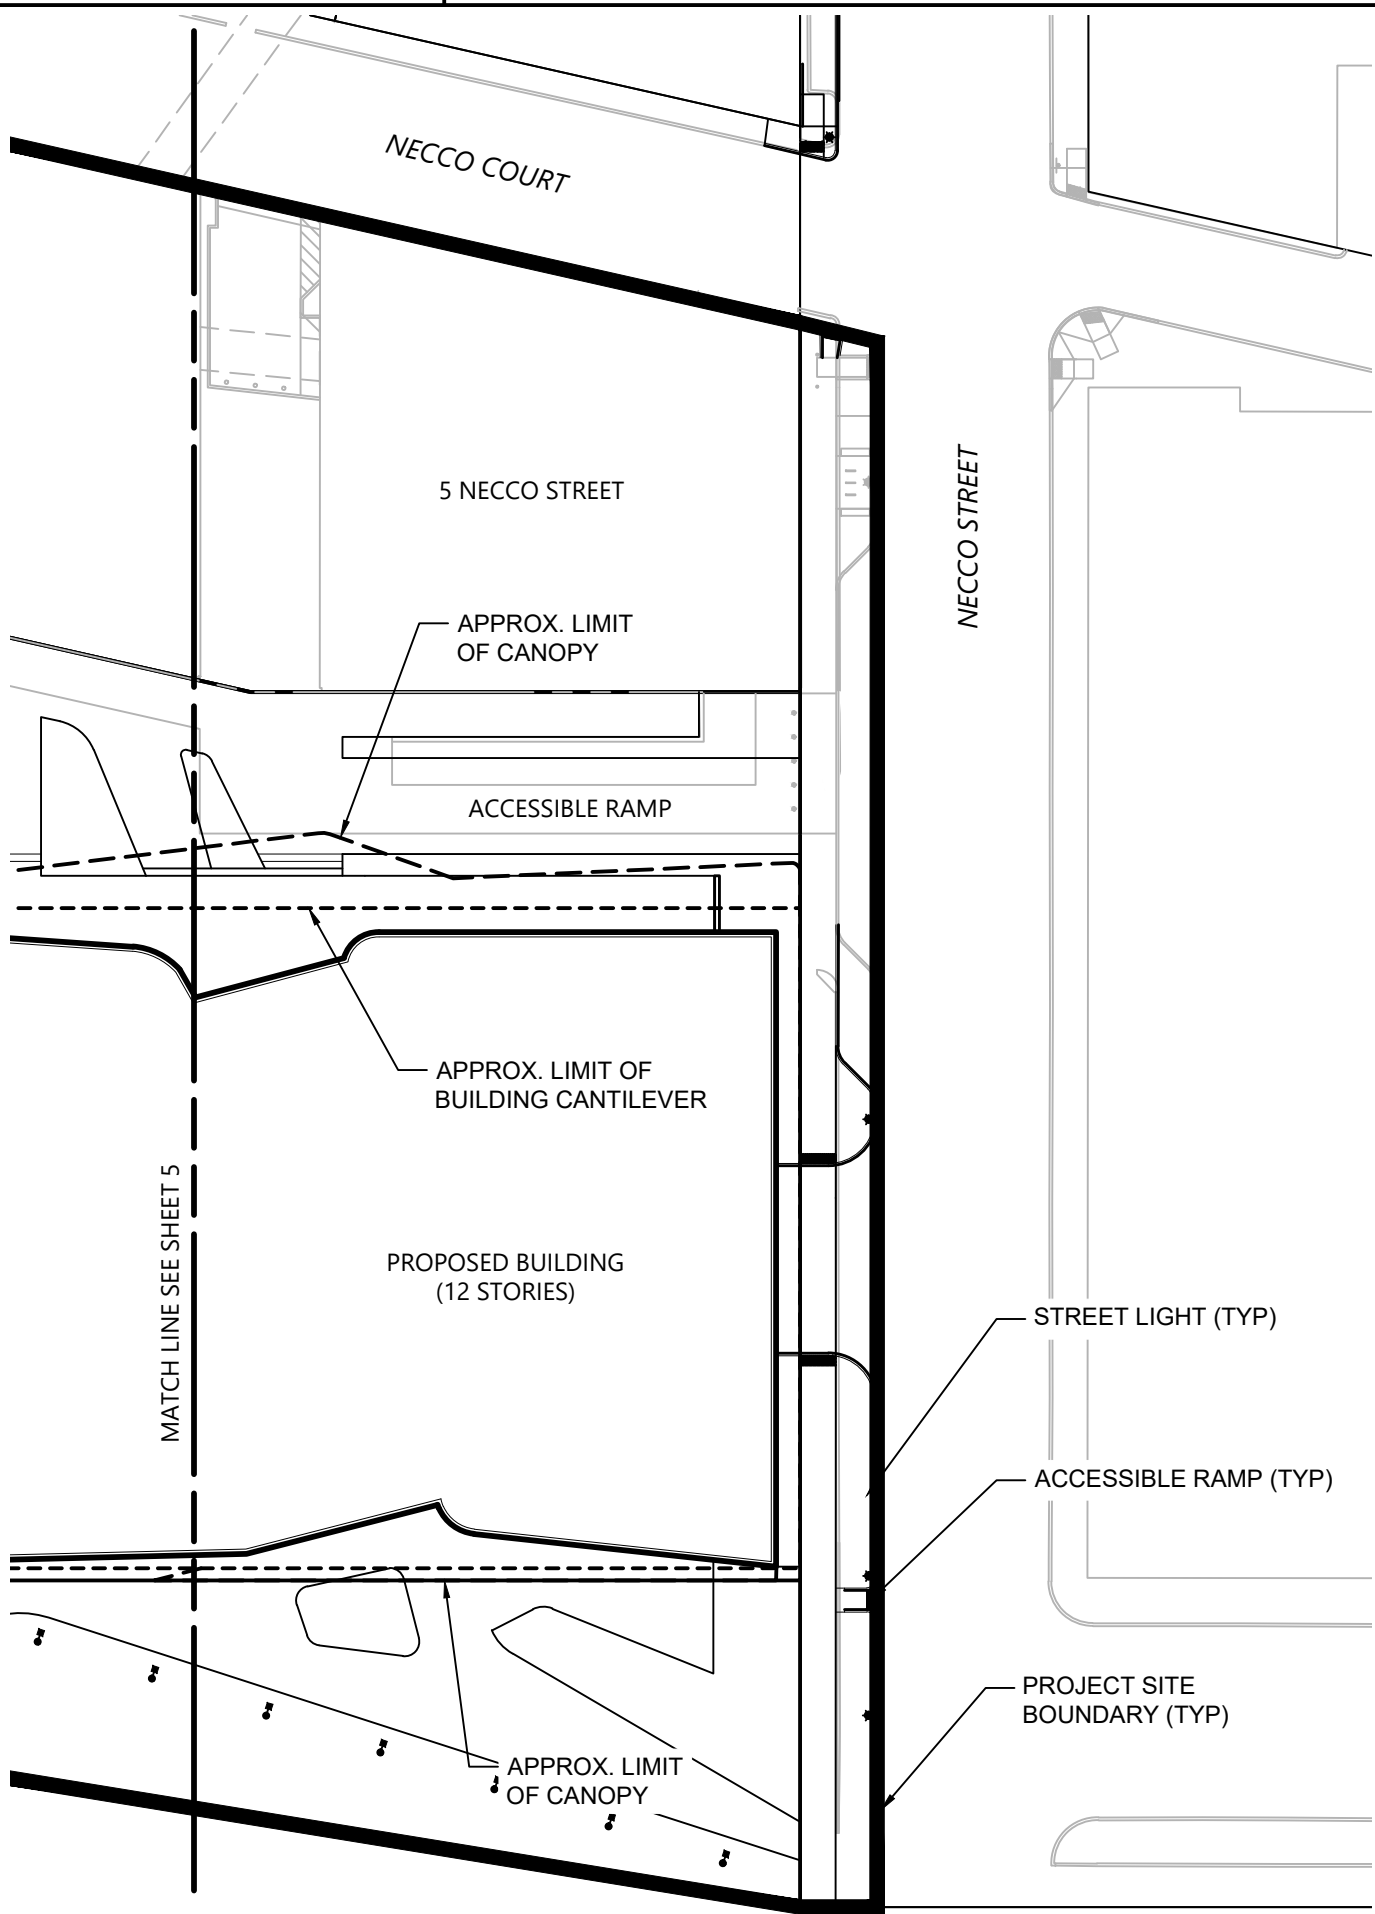 NECCO COURT
5 NECCO STREET
NECCO STREET
APPROX. LIMIT
OF CANOPY
ACCESSIBLE RAMP
APPROX. LIMIT OF
BUILDING CANTILEVER
MATCH LINE SEE SHEET 5
PROPOSED BUILDING
(12 STORIES)
STREET LIGHT (TYP)
ACCESSIBLE RAMP (TYP)
PROJECT SITE
BOUNDARY (TYP)
APPROX. LIMIT
OF CANOPY